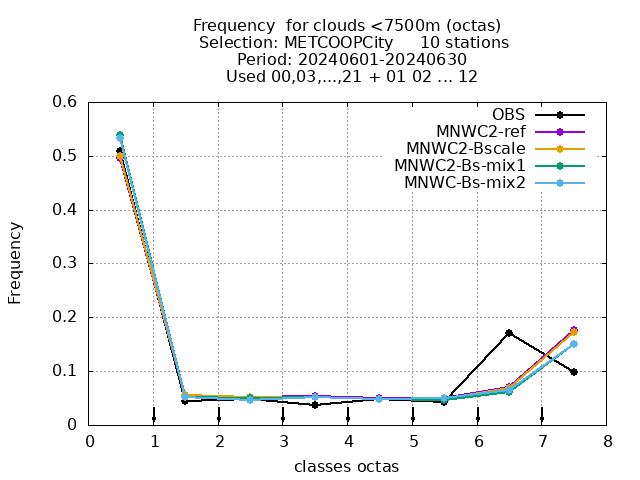 Frequency  for clouds <7500m (octas)
Selection: METCOOPCity     10 stations
Period: 20240601-20240630
Used 00,03,...,21 + 01 02 ... 12
OBS
MNWC2-ref
MNWC2-Bscale
MNWC2-Bs-mix1
MNWC-Bs-mix2
0.6
0.5
0.4
0.3
0.2
0.1
0
Frequency
0 1 2 3 4 5 6 7 8
classes octas